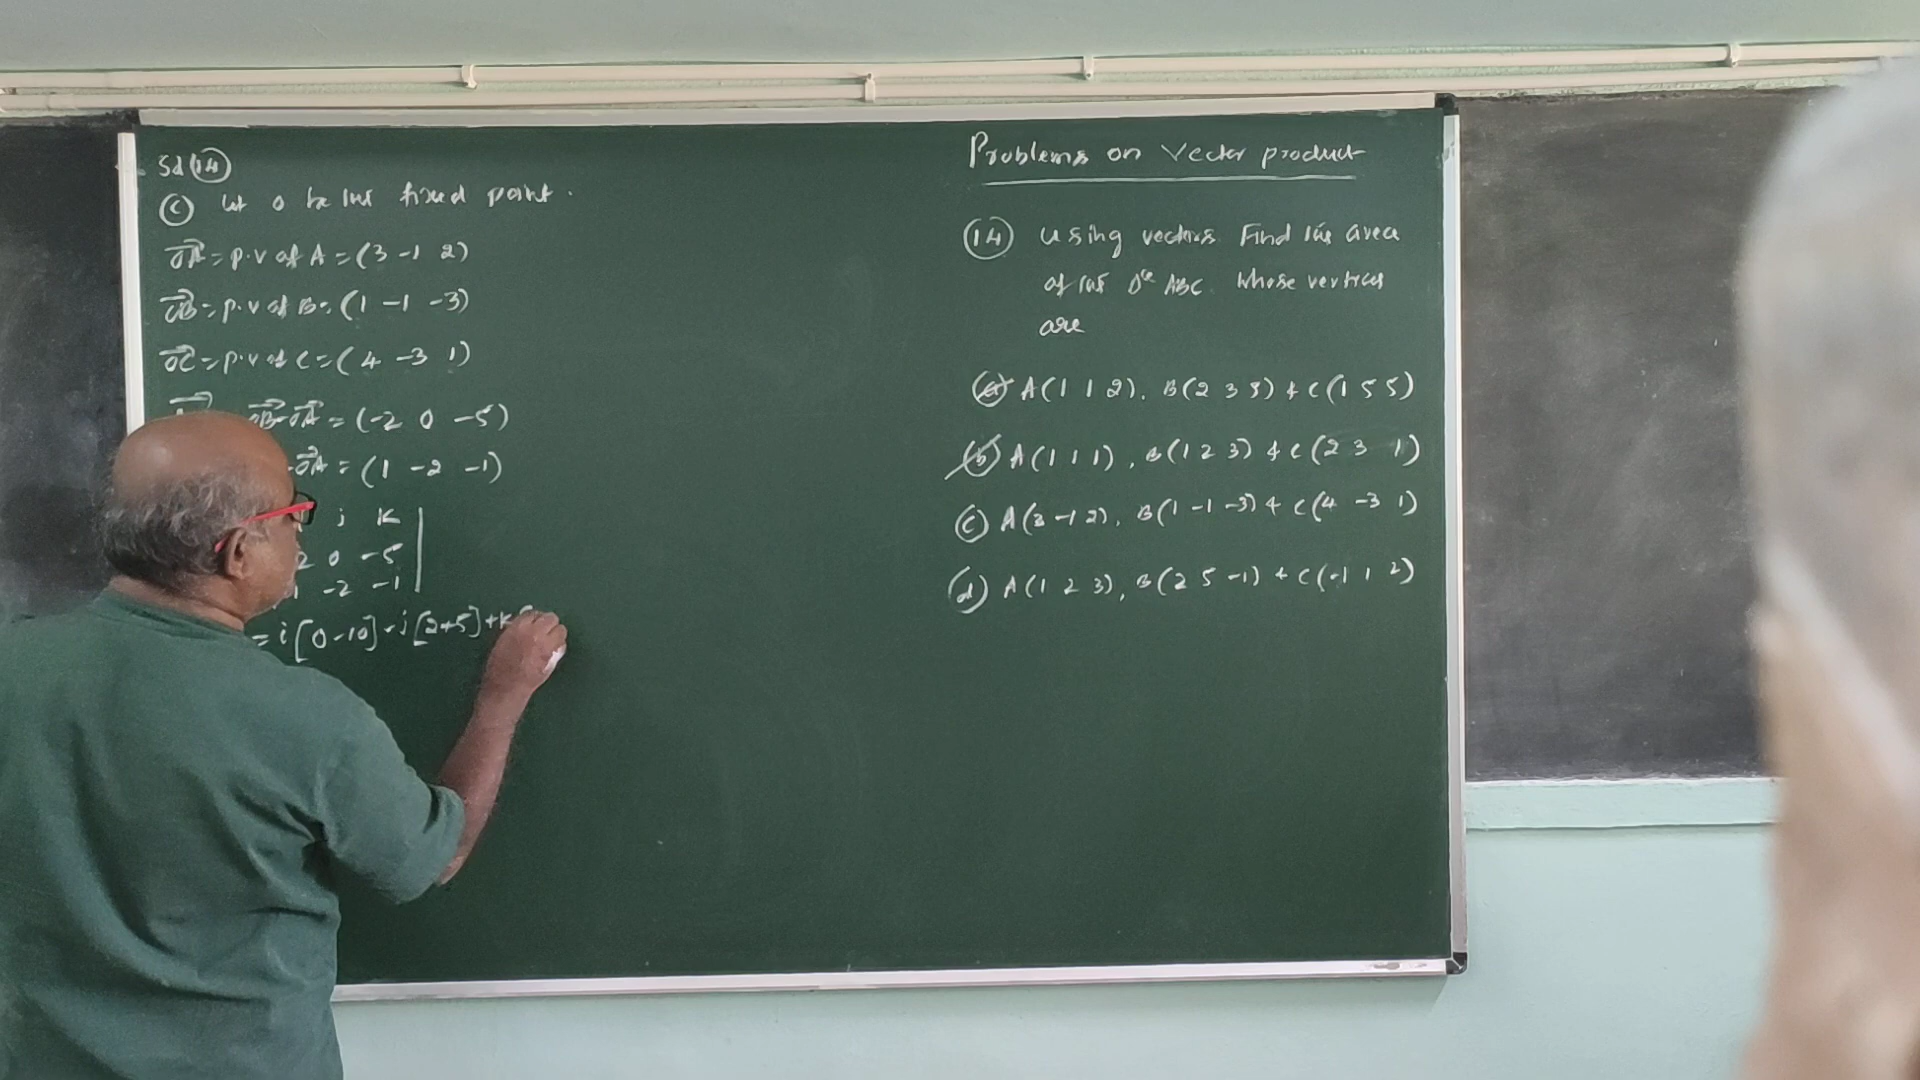 Sd (14)
(c) let o be the fixed point.
OA = p.v of A = (3 -1 2)
OB = p.v of B = (1 -1 -3)
OC = p.v of C = (4 -3 1)
OB-OA = (-2 0 -5)
-OA = (1 -2 -1)
j k
2 0 -5
1 -2 -1
= i[0-10] - j[2+5] + k
Problems on Vector product
(14) Using vectors Find the area
of the Δle ABC whose vertices
are
(a) A(1 1 2), B(2 3 5) & C(1 5 5)
(b) A(1 1 1), B(1 2 3) & C(2 3 1)
(c) A(3 -1 2), B(1 -1 -3) & C(4 -3 1)
(d) A(1 2 3), B(2 5 -1) & C(-1 1 2)